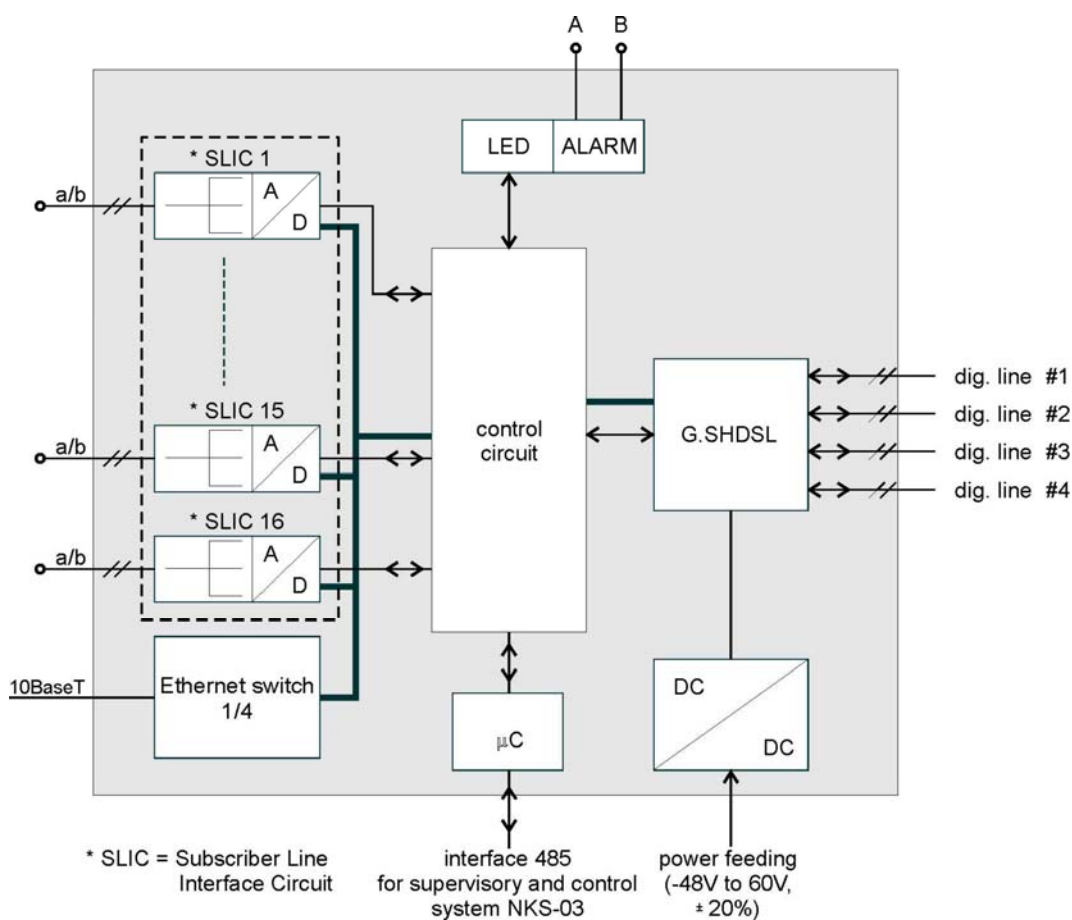 A B
LED ALARM
* SLIC 1
a/b
A
D
* SLIC 15
a/b
A
D
* SLIC 16
a/b
A
D
10BaseT
Ethernet switch
1/4
control
circuit
µC
G.SHDSL
dig. line #1
dig. line #2
dig. line #3
dig. line #4
DC
DC
* SLIC = Subscriber Line
Interface Circuit
interface 485
for supervisory and control
system NKS-03
power feeding
(-48V to 60V,
± 20%)